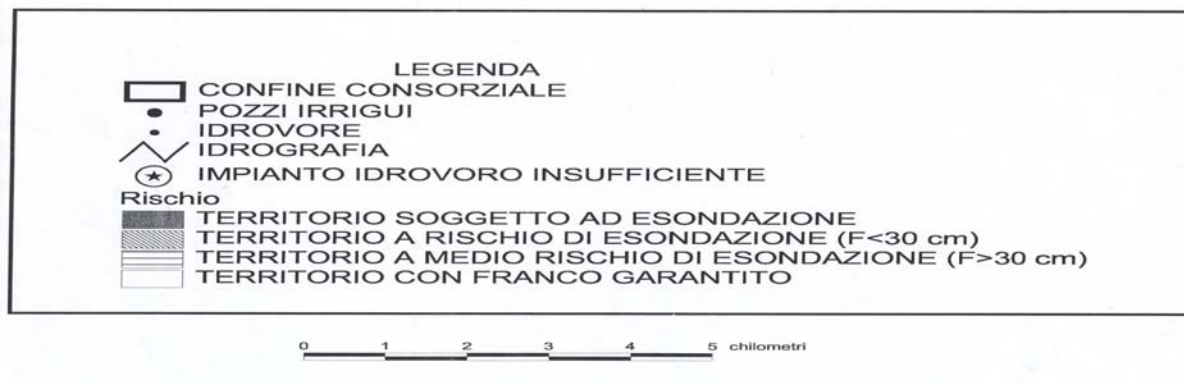 LEGENDA
CONFINE CONSORZIALE
POZZI IRRIGUI
IDROVORE
IDROGRAFIA
IMPIANTO IDROVORO INSUFFICIENTE
Rischio
TERRITORIO SOGGETTO AD ESONDAZIONE
TERRITORIO A RISCHIO DI ESONDAZIONE (F<30 cm)
TERRITORIO A MEDIO RISCHIO DI ESONDAZIONE (F>30 cm)
TERRITORIO CON FRANCO GARANTITO
0 1 2 3 4 5 chilometri